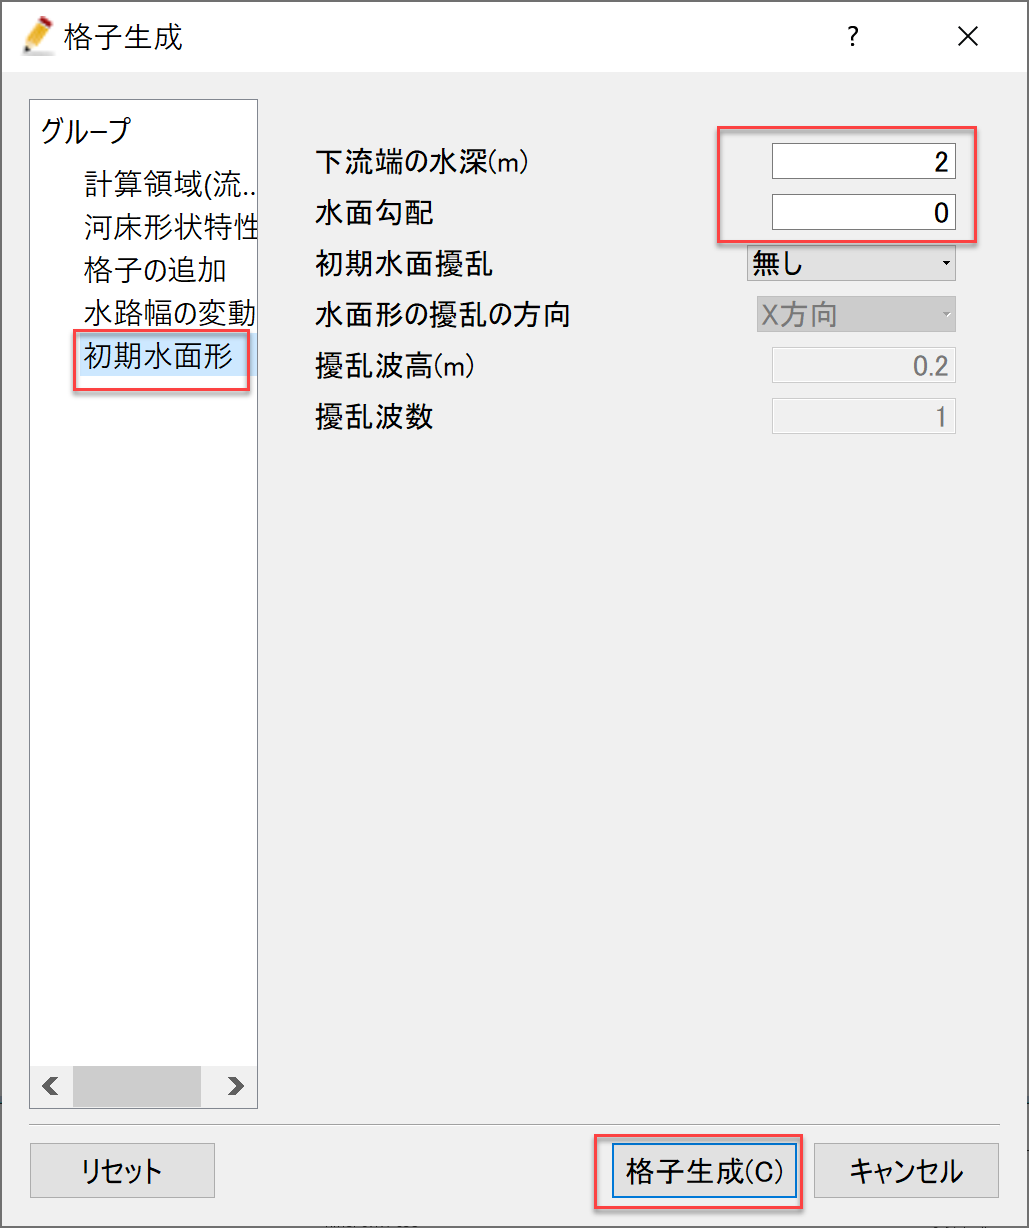 格子生成
?
グループ
計算領域(流..
河床形状特性
格子の追加
水路幅の変動
初期水面形
下流端の水深(m) 2
水面勾配 0
初期水面擾乱 無し
水面形の擾乱の方向 X方向
擾乱波高(m) 0.2
擾乱波数 1
リセット 格子生成(C) キャンセル